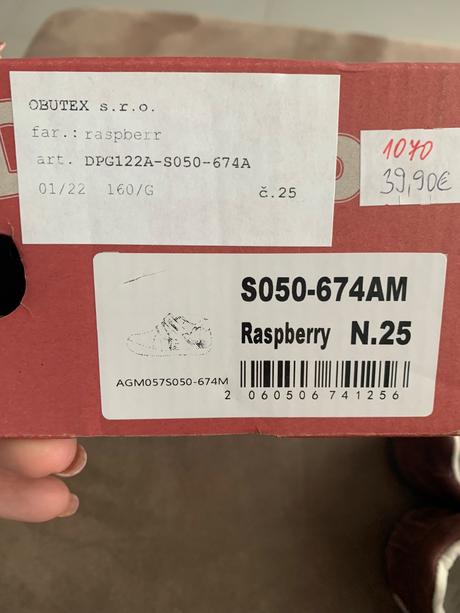 OBUTEX s.r.o.
far.: raspberr
art. DPG122A-S050-674A
01/22 160/G č.25
1070
39,90€
S050-674AM
Raspberry N.25
AGM057S050-674M
2 060506 741256